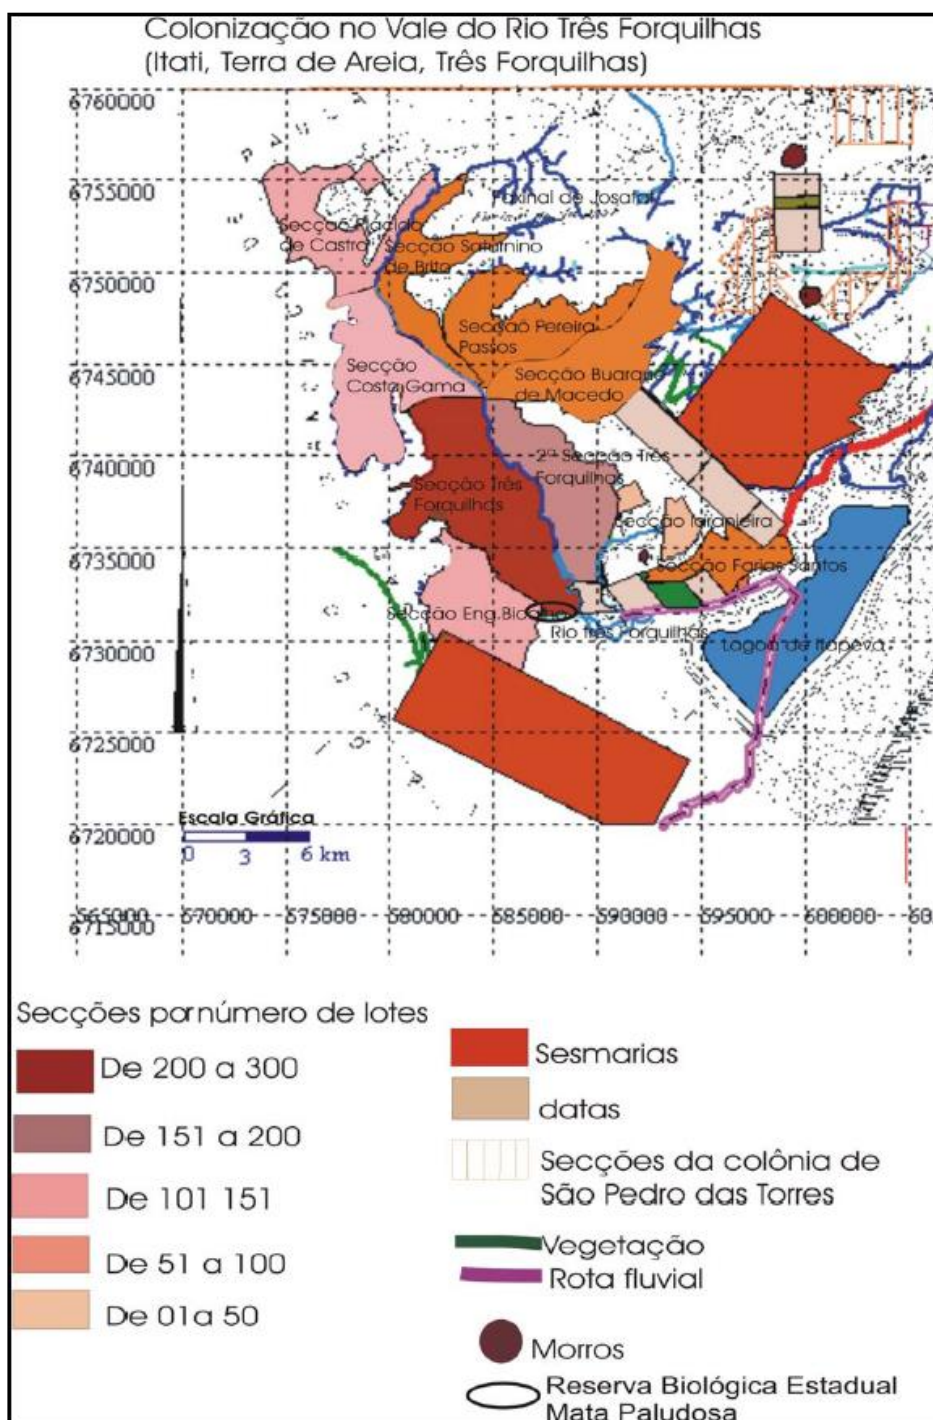 Colonização no Vale do Rio Três Forquilhas
(Itati, Terra de Areia, Três Forquilhas)
6760000
6755000
Faxinal de Josafat
Secção Plácido
de Castro
Secção Saturnino
de Brito
6750000
Secção Pereira
Passos
6745000
Secção
Costa Gama
Secção Buarque
de Macedo
6740000
2ª Secção Três
Forquilhas
Secção Três
Forquilhas
Secção laranjeira
6735000
Secção Farias Santos
Secção Eng.
Rio três Forquilhas
6730000
Lagoa de Itapeva
6725000
Escala Gráfica
6720000
0 3 6 km
565000 570000 575000 580000 585000 590000 595000 600000 60
6715000
Secções por número de lotes
De 200 a 300
De 151 a 200
De 101 151
De 51 a 100
De 01a 50
Sesmarias
datas
Secções da colônia de
São Pedro das Torres
Vegetação
Rota fluvial
Morros
Reserva Biológica Estadual
Mata Paludosa